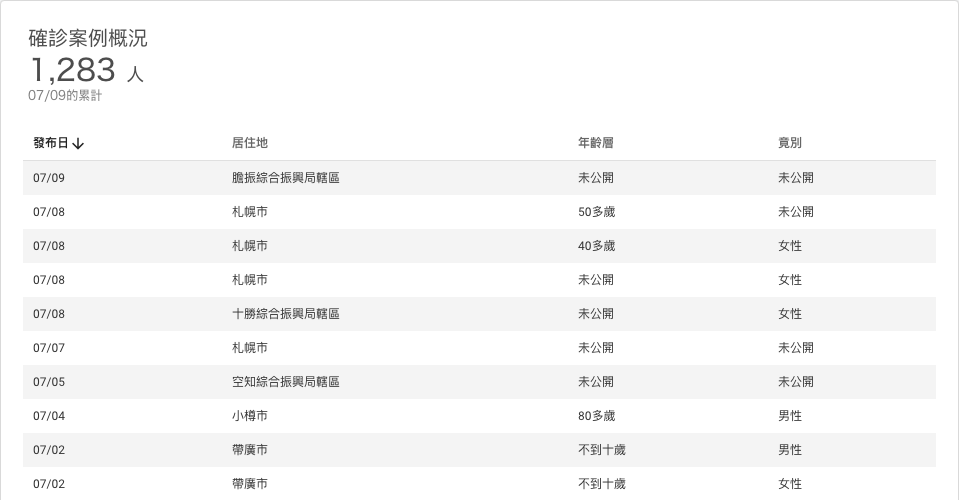 確診案例概況
1,283 人
07/09的累計
發布日↓ 居住地 年齡層 竟別
07/09 膽振綜合振興局轄區 未公開 未公開
07/08 札幌市 50多歲 未公開
07/08 札幌市 40多歲 女性
07/08 札幌市 未公開 女性
07/08 十勝綜合振興局轄區 未公開 女性
07/07 札幌市 未公開 未公開
07/05 空知綜合振興局轄區 未公開 未公開
07/04 小樽市 80多歲 男性
07/02 帶廣市 不到十歲 男性
07/02 帶廣市 不到十歲 女性